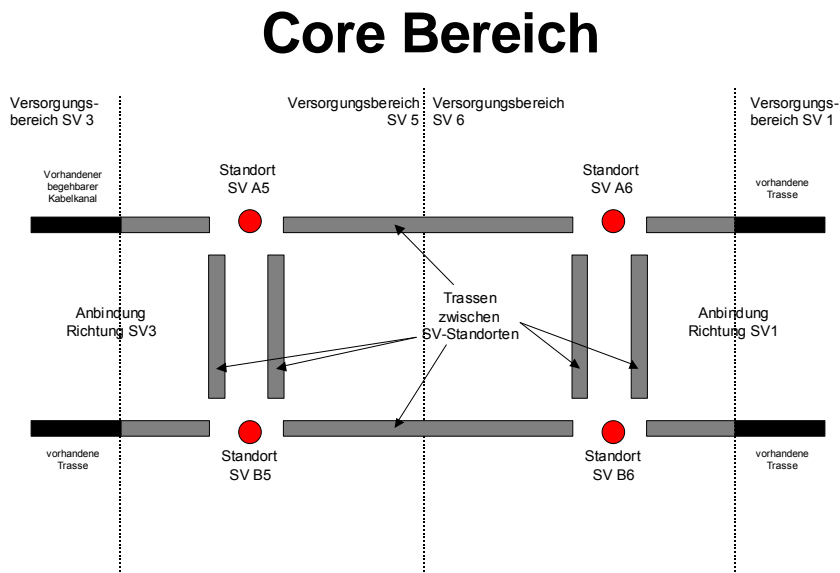 Core Bereich
Versorgungs-
bereich SV 3
Versorgungsbereich
SV 5
Versorgungsbereich
SV 6
Versorgungs-
bereich SV 1
Vorhandener
begehbarer
Kabelkanal
Standort
SV A5
Standort
SV A6
vorhandene
Trasse
Anbindung
Richtung SV3
Trassen
zwischen
SV-Standorten
Anbindung
Richtung SV1
vorhandene
Trasse
Standort
SV B5
Standort
SV B6
vorhandene
Trasse